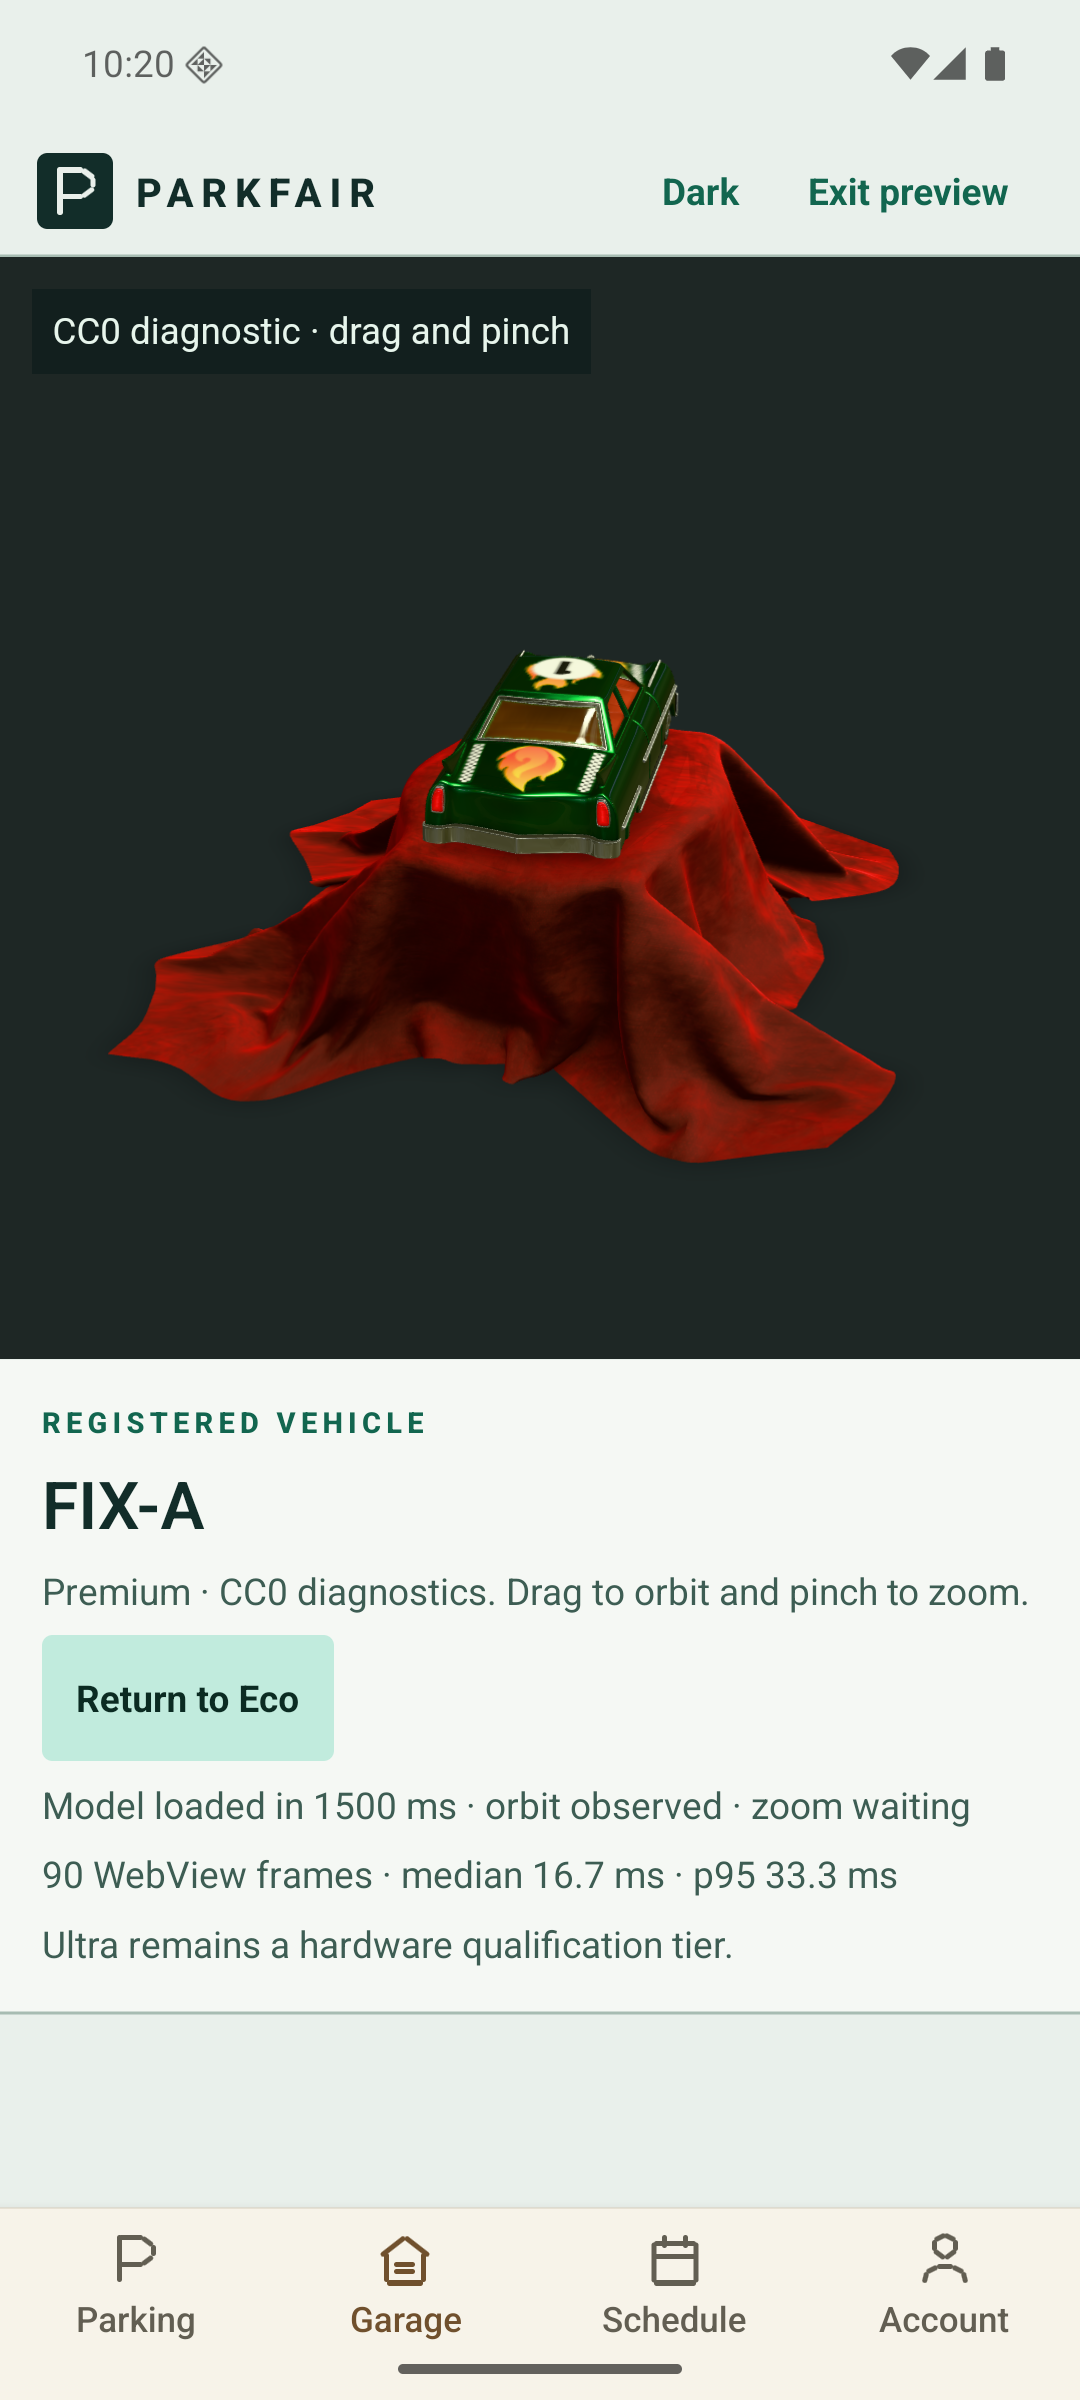 10:20
PARKFAIR
Dark
Exit preview
CC0 diagnostic · drag and pinch
1
REGISTERED VEHICLE
FIX-A
Premium · CC0 diagnostics. Drag to orbit and pinch to zoom.
Return to Eco
Model loaded in 1500 ms · orbit observed · zoom waiting
90 WebView frames · median 16.7 ms · p95 33.3 ms
Ultra remains a hardware qualification tier.
Parking
Garage
Schedule
Account